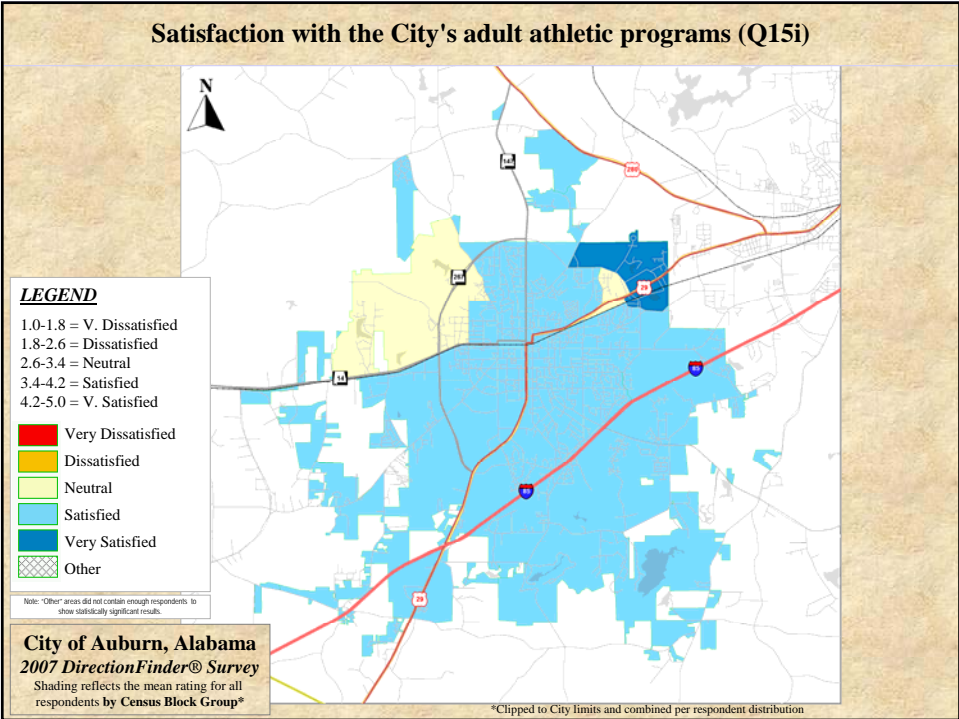 Satisfaction with the City's adult athletic programs (Q15i)
N
147
280
267
29
14
85
85
29
LEGEND
1.0-1.8 = V. Dissatisfied
1.8-2.6 = Dissatisfied
2.6-3.4 = Neutral
3.4-4.2 = Satisfied
4.2-5.0 = V. Satisfied
Very Dissatisfied
Dissatisfied
Neutral
Satisfied
Very Satisfied
Other
Note: "Other" areas did not contain enough respondents to
show statistically significant results.
City of Auburn, Alabama
2007 DirectionFinder® Survey
Shading reflects the mean rating for all
respondents by Census Block Group*
*Clipped to City limits and combined per respondent distribution